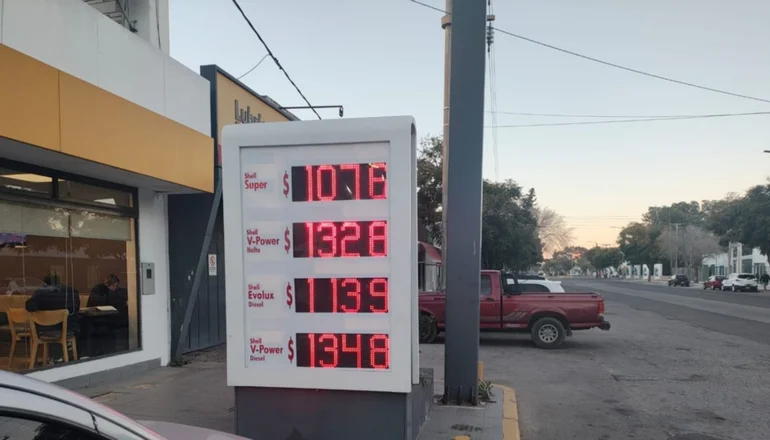 Shell
Super $ 1076
Shell
V-Power $ 1328
Nafta
Shell
Evolux $ 1139
Diesel
Shell
V-Power $ 1348
Diesel